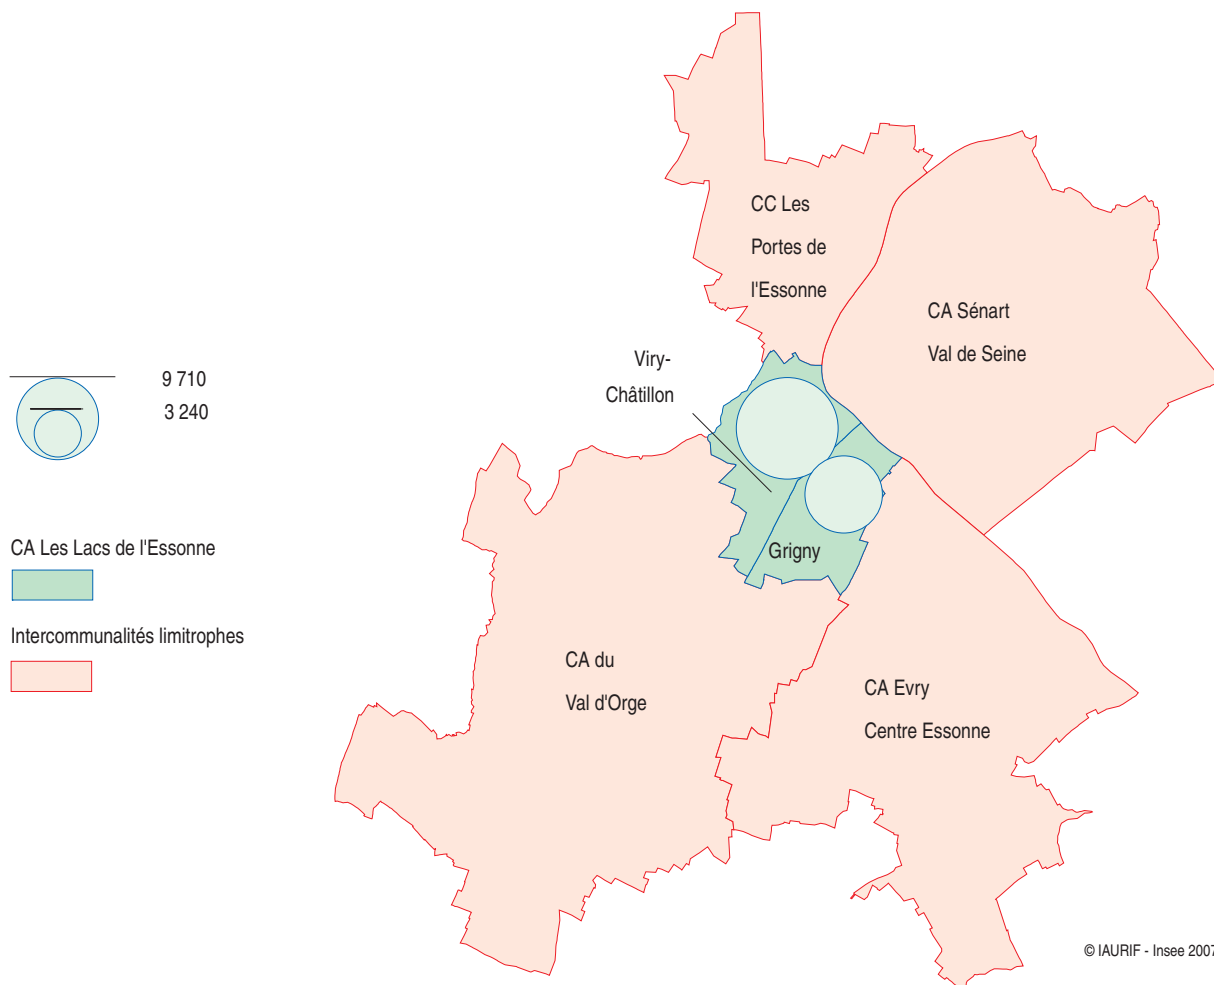 CC Les
Portes de
l'Essonne
CA Sénart
Val de Seine
Viry-
Châtillon
9 710
3 240
CA Les Lacs de l'Essonne
Grigny
Intercommunalités limitrophes
CA du
Val d'Orge
CA Evry
Centre Essonne
© IAURIF - Insee 2007